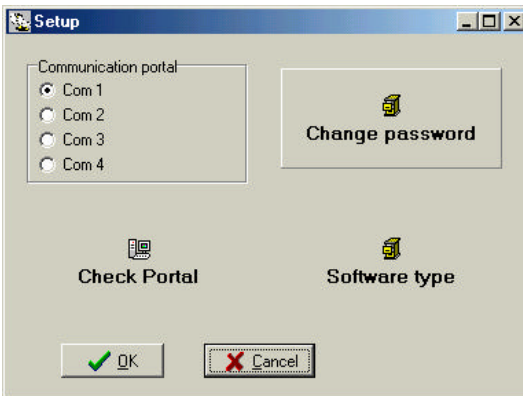 Setup
Communication portal
Com 1
Com 2
Com 3
Com 4
Change password
Check Portal
Software type
OK
Cancel